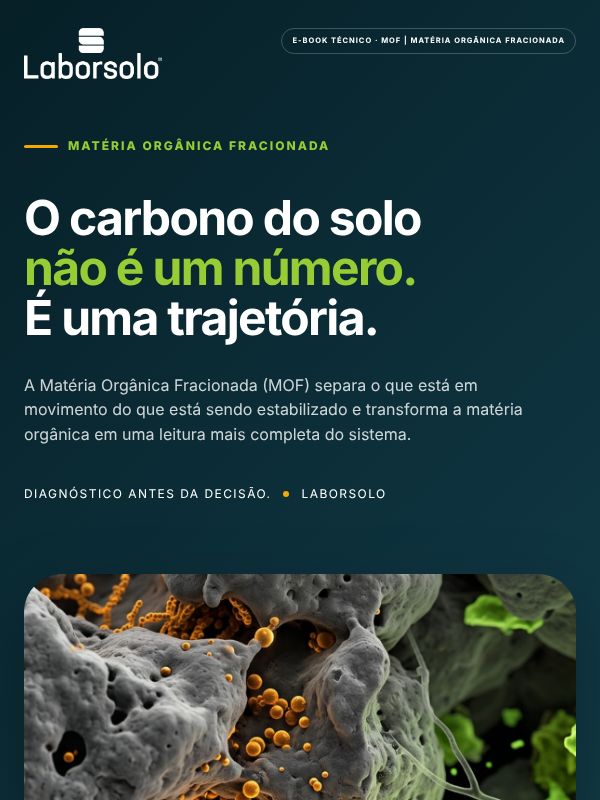 Laborsolo®
E-BOOK TÉCNICO · MOF | MATÉRIA ORGÂNICA FRACIONADA
MATÉRIA ORGÂNICA FRACIONADA
O carbono do solo
não é um número.
É uma trajetória.
A Matéria Orgânica Fracionada (MOF) separa o que está em
movimento do que está sendo estabilizado e transforma a matéria
orgânica em uma leitura mais completa do sistema.
DIAGNÓSTICO ANTES DA DECISÃO. • LABORSOLO